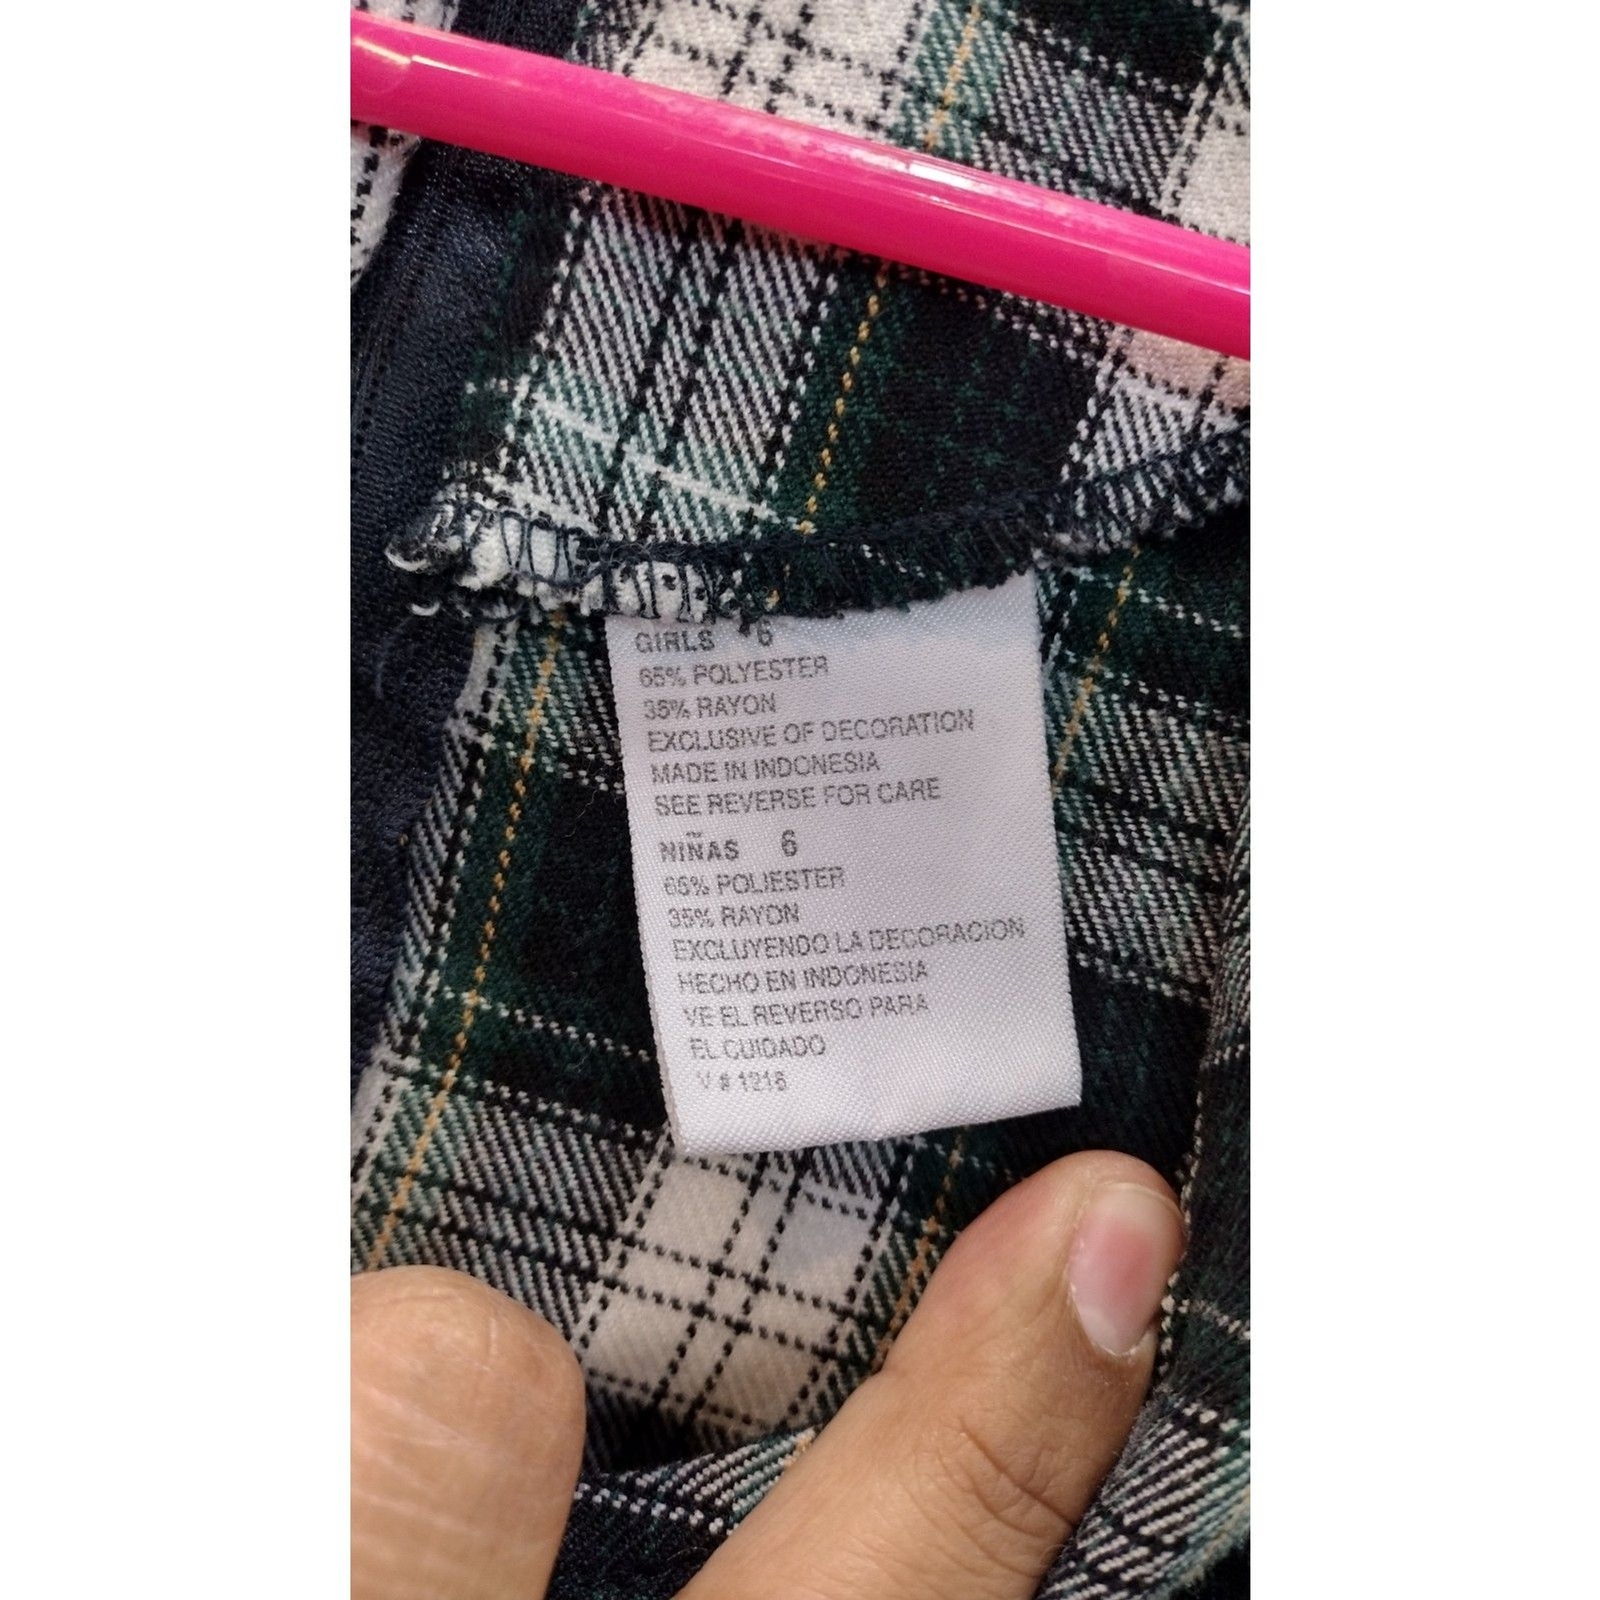 GIRLS 6
65% POLYESTER
35% RAYON
EXCLUSIVE OF DECORATION
MADE IN INDONESIA
SEE REVERSE FOR CARE
NIÑAS 6
65% POLIESTER
35% RAYON
EXCLUYENDO LA DECORACION
HECHO EN INDONESIA
VE EL REVERSO PARA
EL CUIDADO
V # 1216